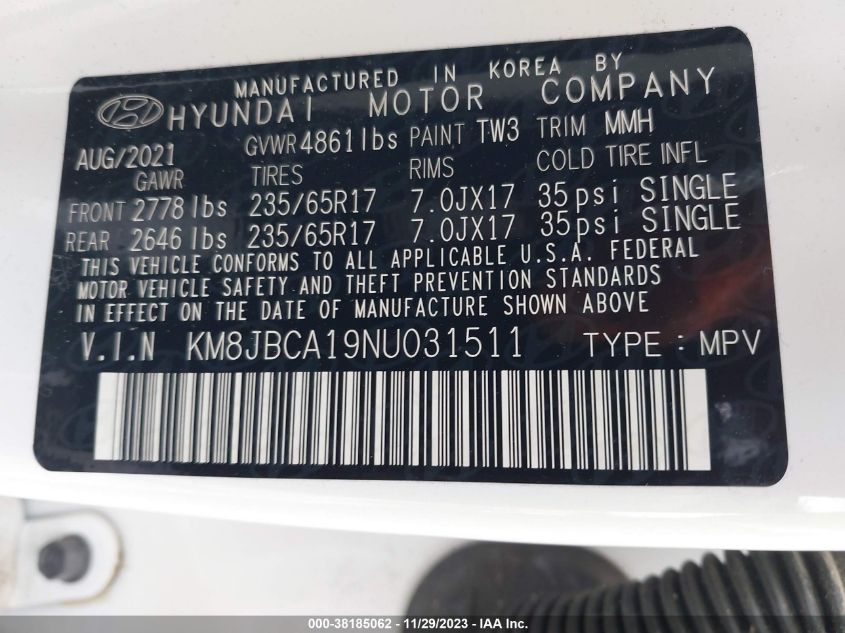 MANUFACTURED IN KOREA BY
HYUNDAI MOTOR COMPANY
AUG/2021 GVWR 4861lbs PAINT TW3 TRIM MMH
GAWR TIRES RIMS COLD TIRE INFL
FRONT 2778 lbs 235/65R17 7.0JX17 35psi SINGLE
REAR 2646 lbs 235/65R17 7.0JX17 35psi SINGLE
THIS VEHICLE CONFORMS TO ALL APPLICABLE U.S.A. FEDERAL
MOTOR VEHICLE SAFETY AND THEFT PREVENTION STANDARDS
IN EFFECT ON THE DATE OF MANUFACTURE SHOWN ABOVE
V.I.N KM8JBCA19NU031511 TYPE : MPV
000-38185062 - 11/29/2023 - IAA Inc.